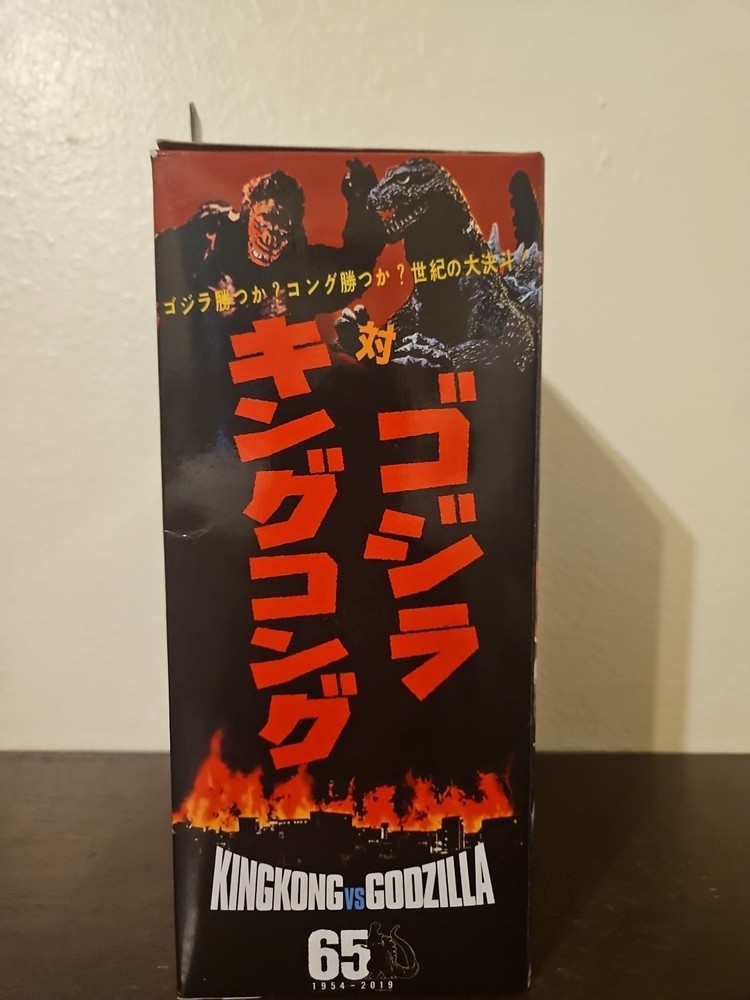 ゴジラ勝つか?コング勝つか?世紀の大決斗!
キングコング
対
ゴジラ
KINGKONG VS GODZILLA
65
1954-2019